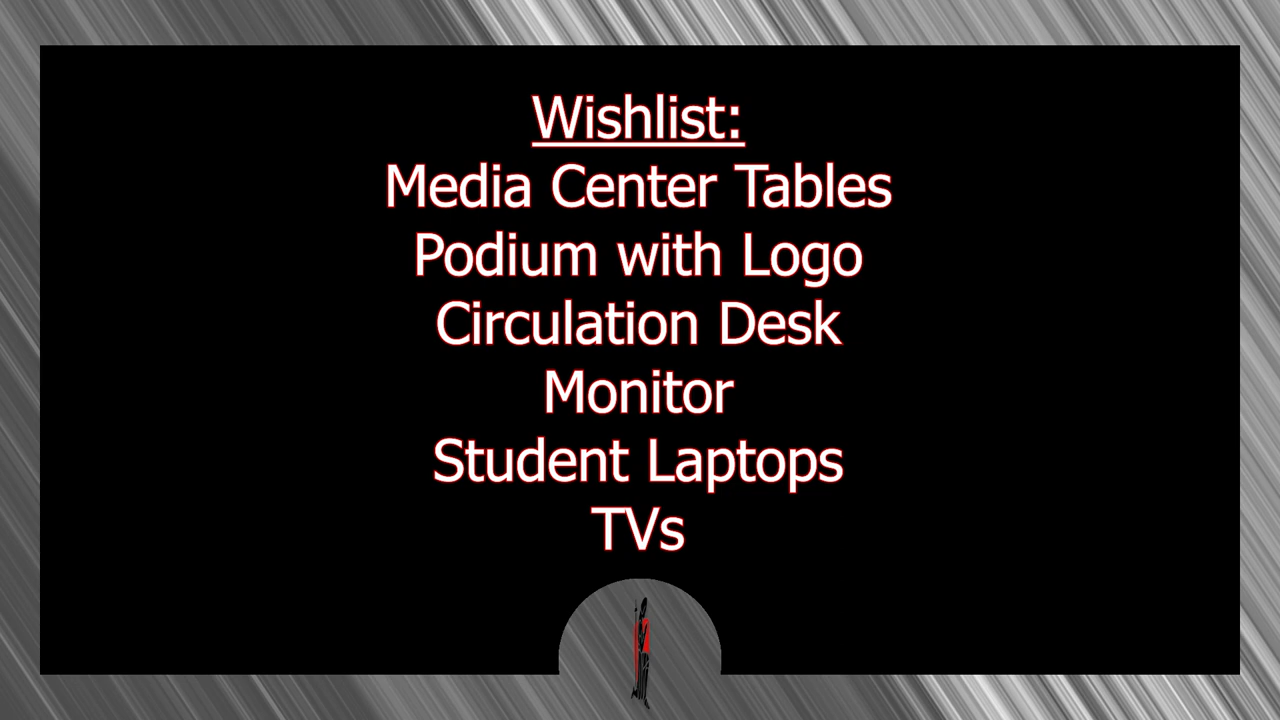 Wishlist:
Media Center Tables
Podium with Logo
Circulation Desk
Monitor
Student Laptops
TVs